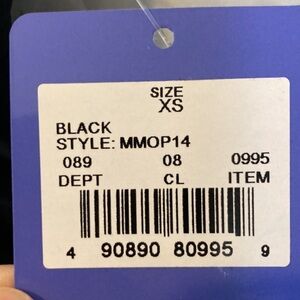 SIZE
XS
BLACK
STYLE: MMOP14
089 08 0995
DEPT CL ITEM
4 90890 80995 9